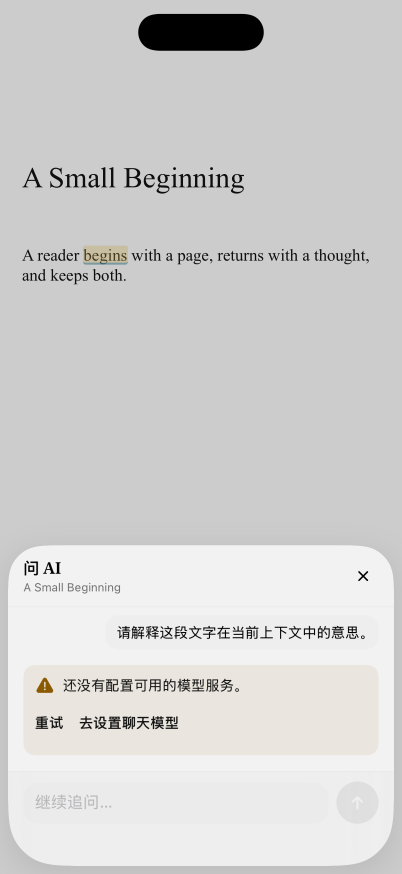 A Small Beginning
A reader begins with a page, returns with a thought,
and keeps both.
问 AI
A Small Beginning
请解释这段文字在当前上下文中的意思。
还没有配置可用的模型服务。
重试 去设置聊天模型
继续追问...